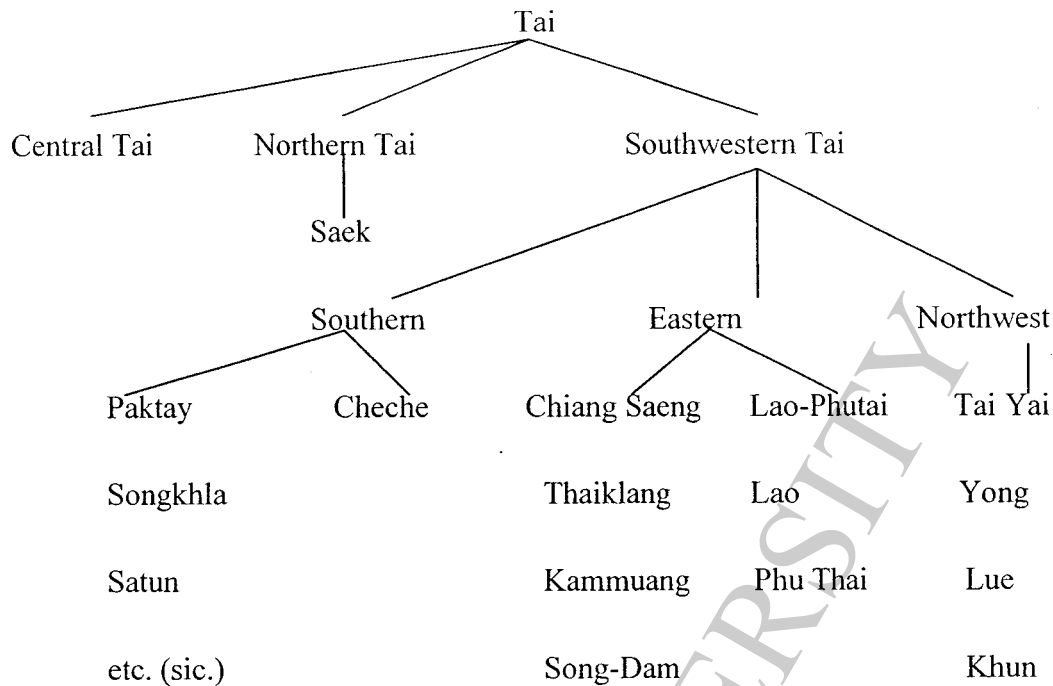 Tai
Central Tai Northern Tai Southwestern Tai
Saek
Southern Eastern Northwest
Paktay Cheche Chiang Saeng Lao-Phutai Tai Yai
Songkhla Thaiklang Lao Yong
Satun Kammuang Phu Thai Lue
etc. (sic.) Song-Dam Khun
ERSITY